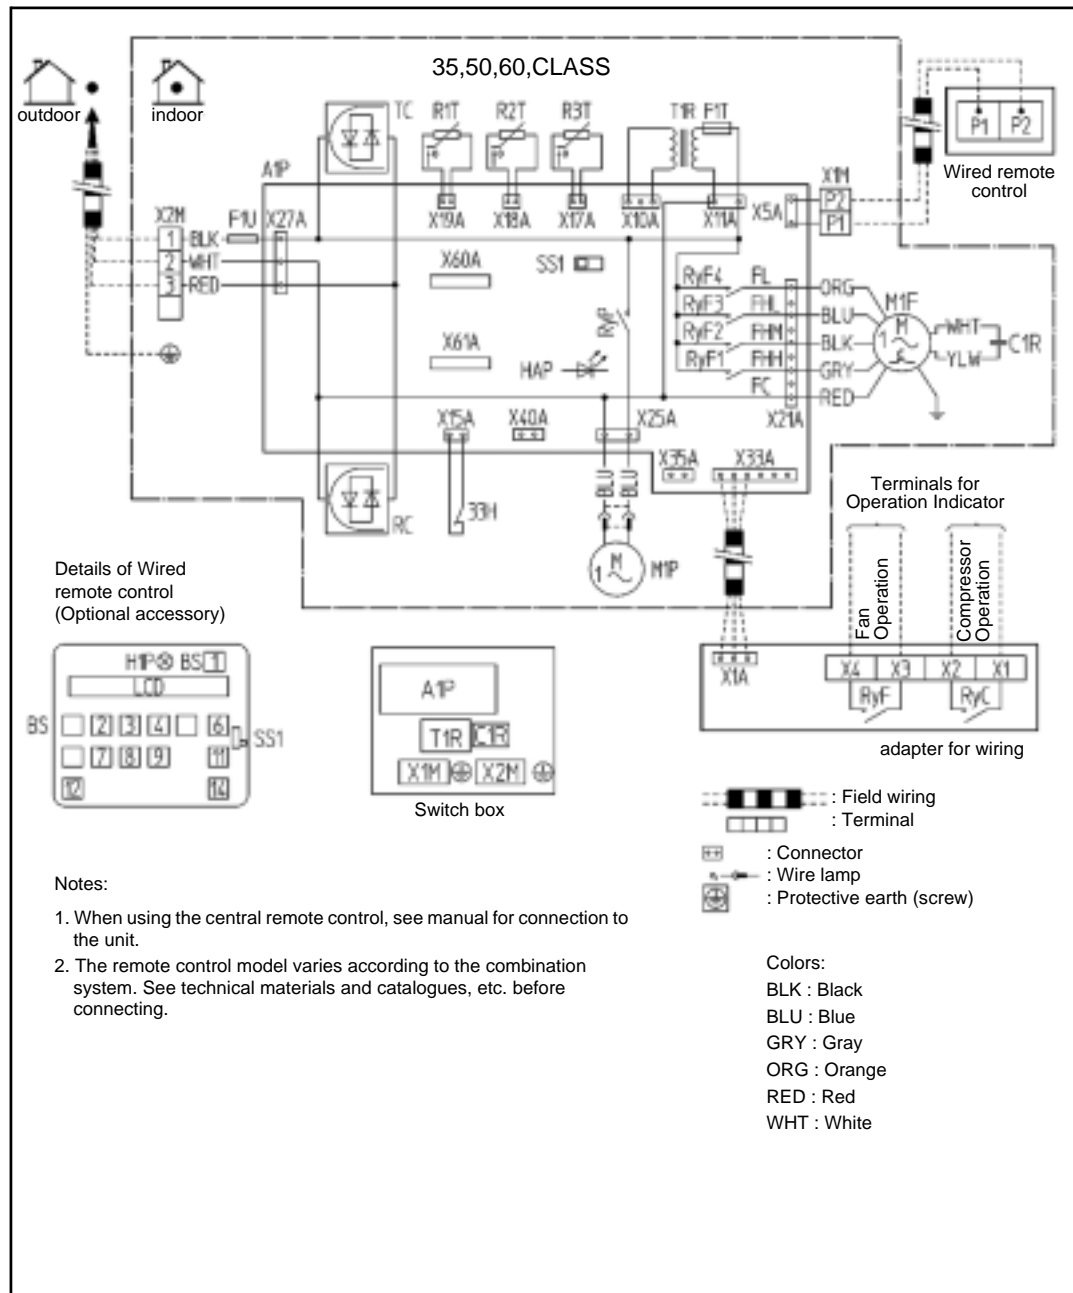 35,50,60,CLASS
outdoor
indoor
TC R1T R2T R3T T1R F1T
P1 P2
Wired remote
control
A1P
X2M F1U X27A X19A X18A X17A X10A X11A X5A X1M
P2
P1
1 BLK
2 WHT
3 RED
X60A SS1
X61A
RyP
HAP
RyF4 FL ORG
RyF3 FHL BLU
RyF2 FHM BLK
RyF1 FHH GRY
FC RED
M1F
M
1
WHT
YLW
C1R
X21A
X15A X40A X25A
X35A X33A
BLU BLU
33H
RC
M
1
M1P
Terminals for
Operation Indicator
Fan
Operation
Compressor
Operation
X1A
X4 X3 X2 X1
RyF RyC
adapter for wiring
Details of Wired
remote control
(Optional accessory)
H1P BS 1
LCD
BS 2 3 4 6 SS1
7 8 9 11
12 14
A1P
T1R C1R
X1M X2M
Switch box
: Field wiring
: Terminal
: Connector
: Wire lamp
: Protective earth (screw)
Notes:
1. When using the central remote control, see manual for connection to
the unit.
2. The remote control model varies according to the combination
system. See technical materials and catalogues, etc. before
connecting.
Colors:
BLK : Black
BLU : Blue
GRY : Gray
ORG : Orange
RED : Red
WHT : White